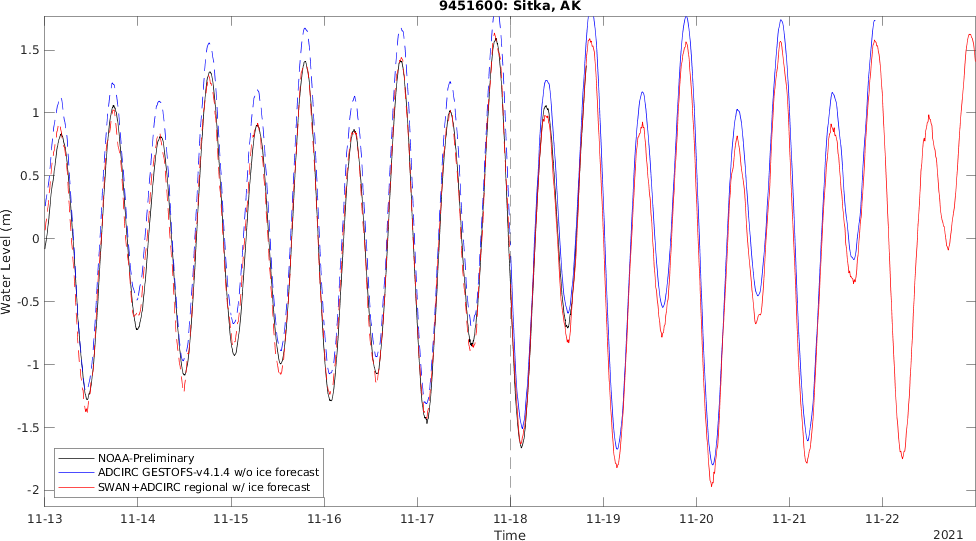 9451600: Sitka, AK
1.5
1
0.5
0
-0.5
-1
-1.5
-2
Water Level (m)
NOAA-Preliminary
ADCIRC GESTOFS-v4.1.4 w/o ice forecast
SWAN+ADCIRC regional w/ ice forecast
11-13 11-14 11-15 11-16 11-17 11-18 11-19 11-20 11-21 11-22
Time
2021